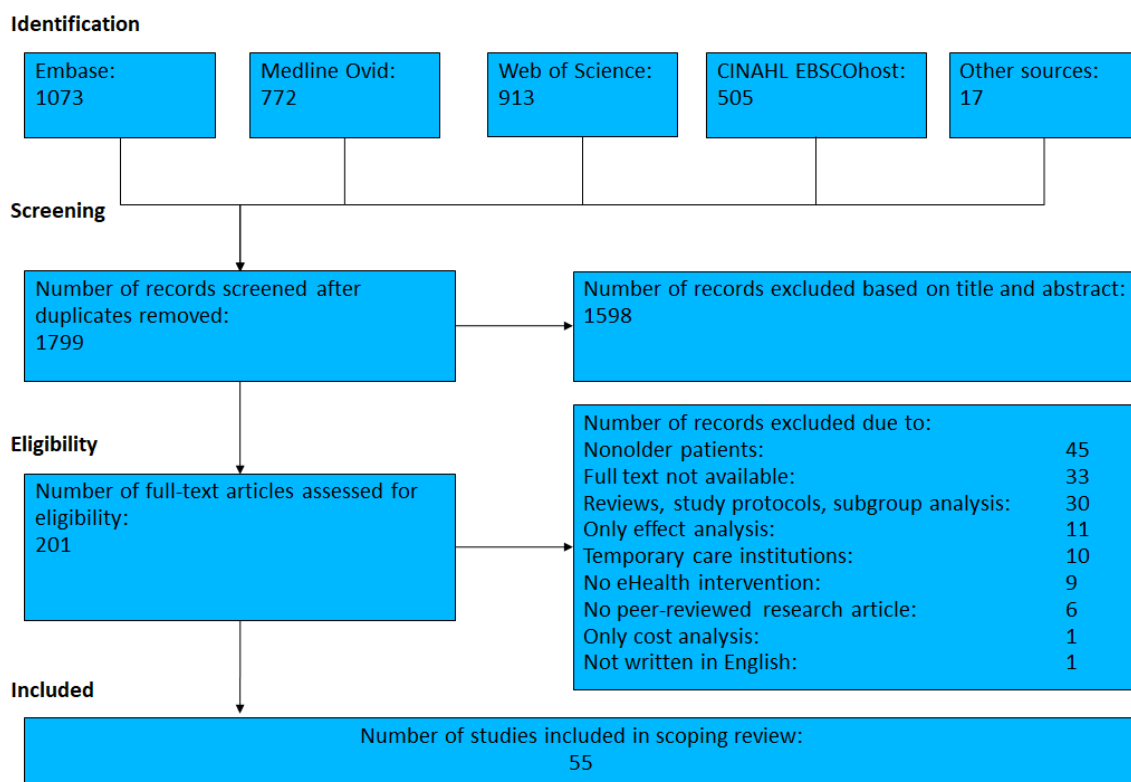 Identification
Embase:
1073
Medline Ovid:
772
Web of Science:
913
CINAHL EBSCOhost:
505
Other sources:
17
Screening
Number of records screened after
duplicates removed:
1799
Number of records excluded based on title and abstract:
1598
Eligibility
Number of full-text articles assessed for
eligibility:
201
Number of records excluded due to:
Nonolder patients: 45
Full text not available: 33
Reviews, study protocols, subgroup analysis: 30
Only effect analysis: 11
Temporary care institutions: 10
No eHealth intervention: 9
No peer-reviewed research article: 6
Only cost analysis: 1
Not written in English: 1
Included
Number of studies included in scoping review:
55